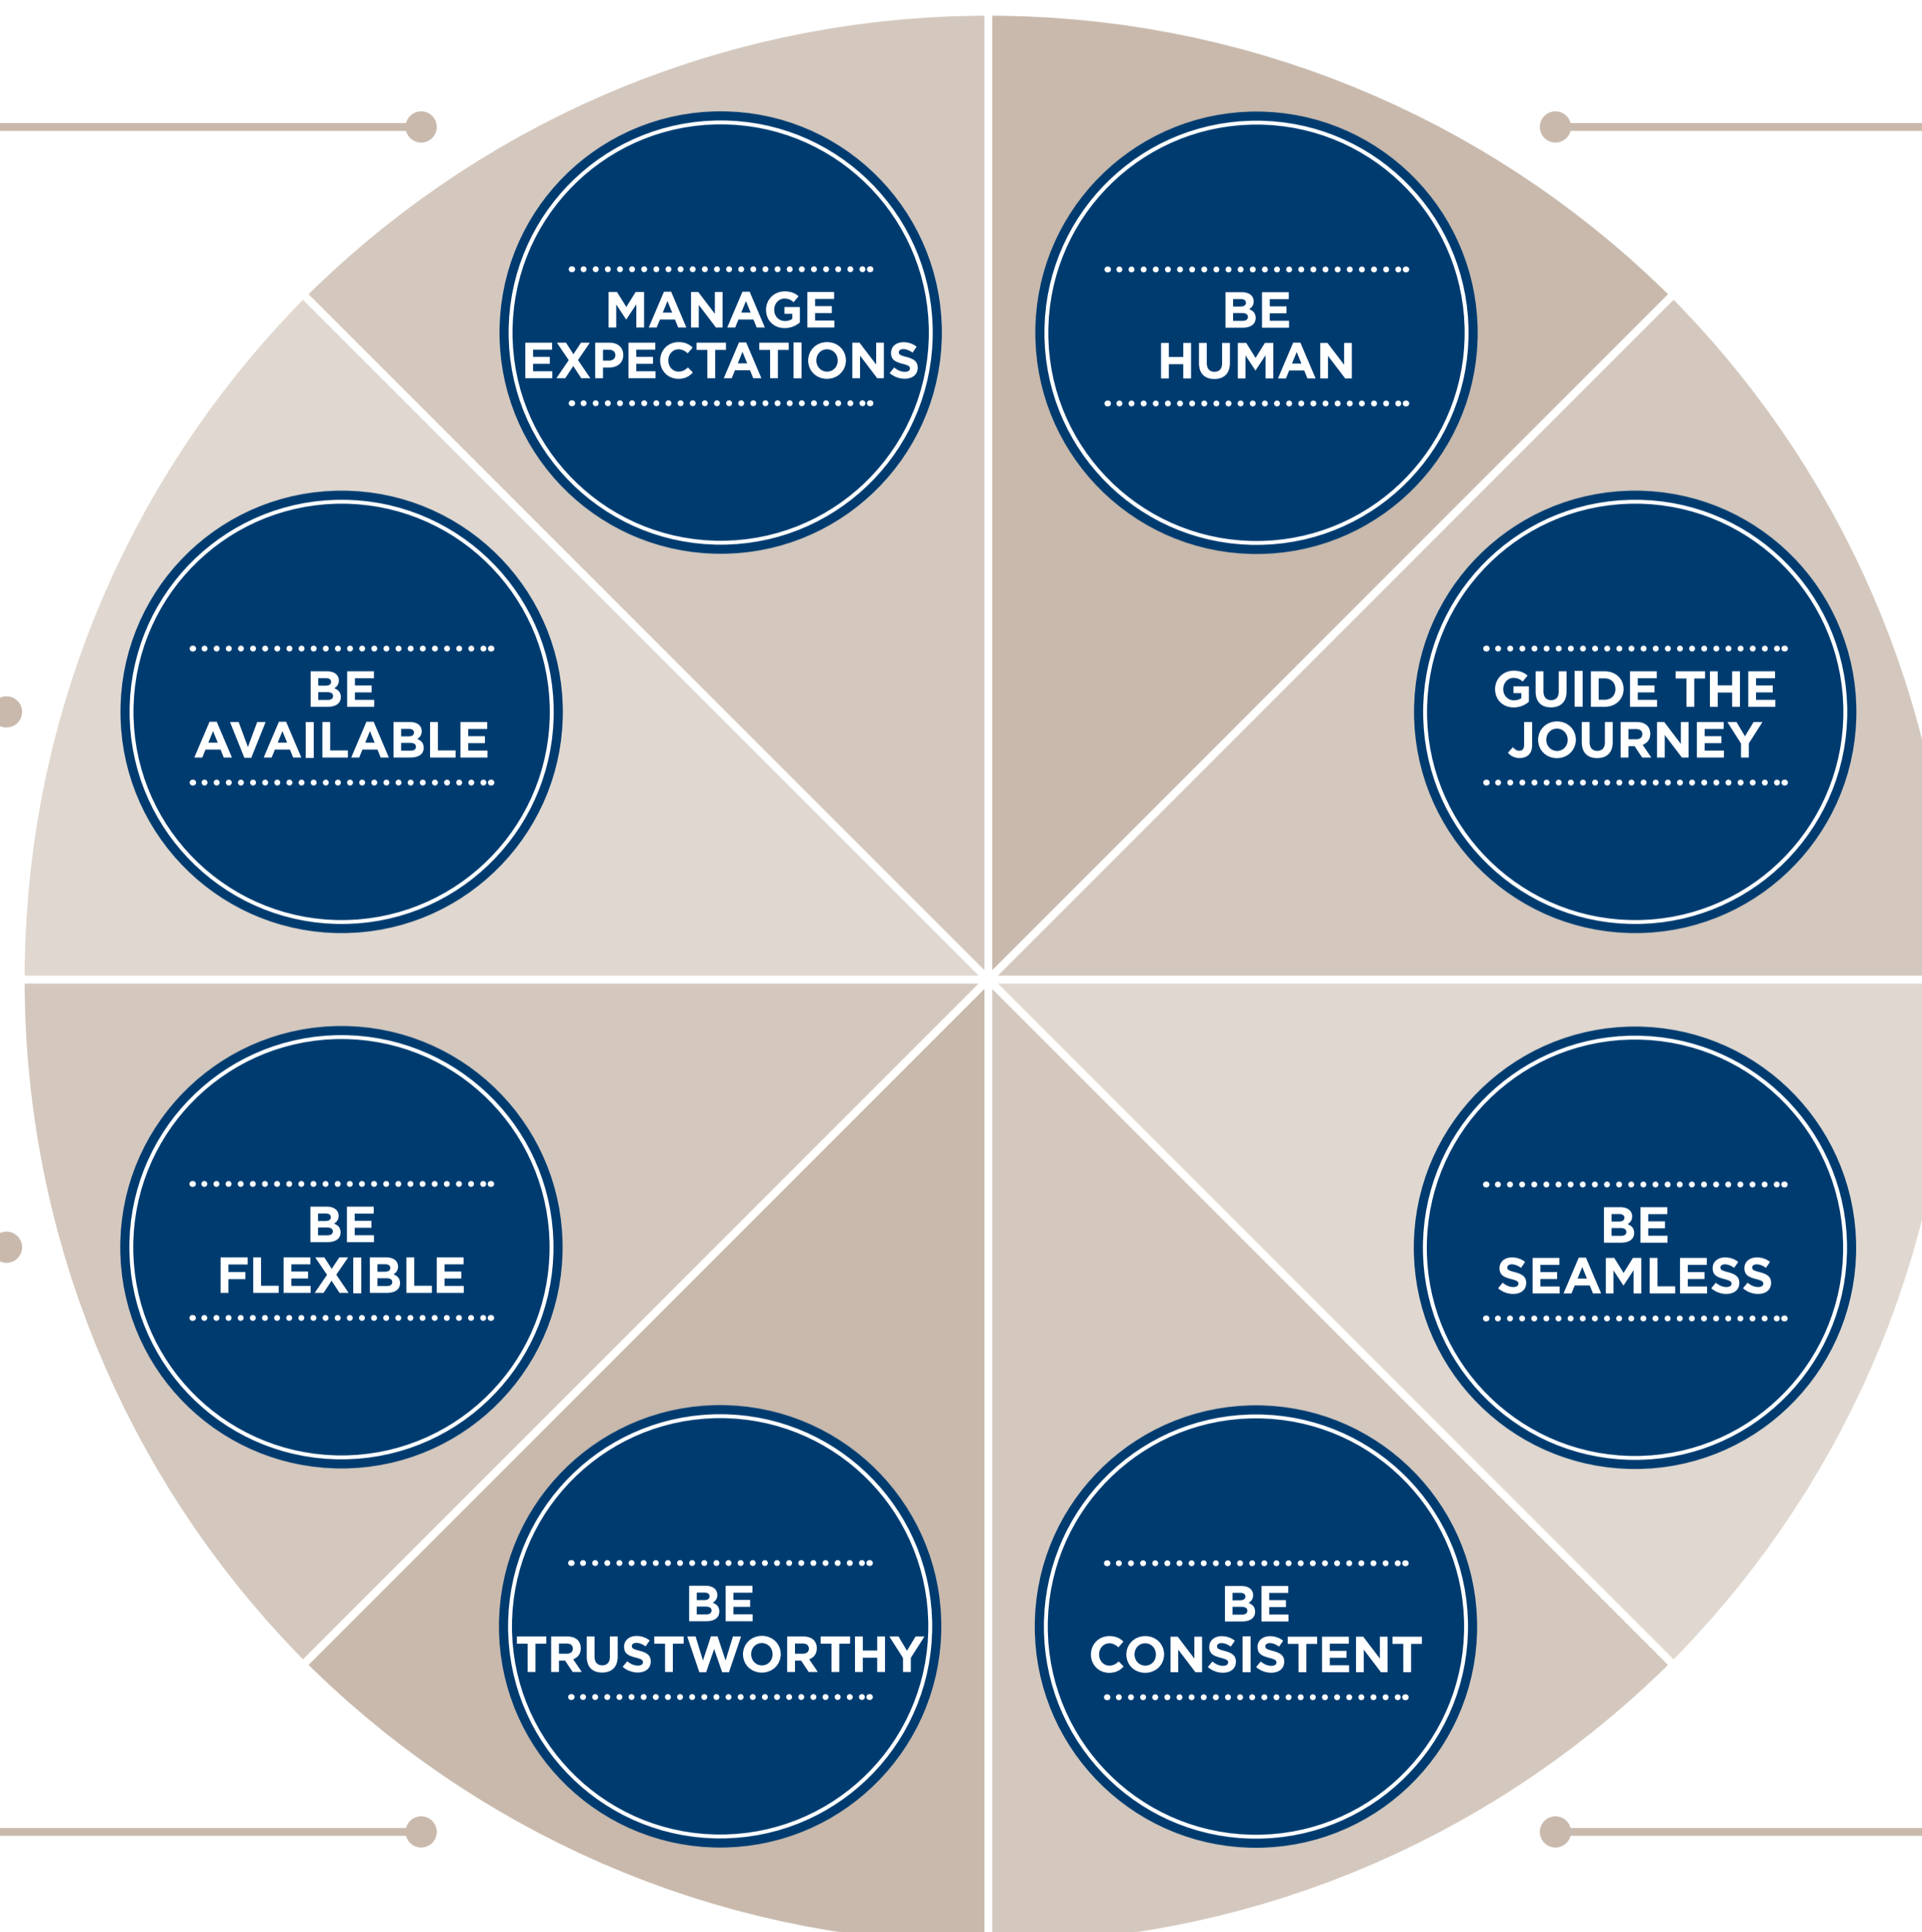 MANAGE
EXPECTATIONS
BE
HUMAN
BE
AVAILABLE
GUIDE THE
JOURNEY
BE
FLEXIBLE
BE
SEAMLESS
BE
TRUSTWORTHY
BE
CONSISTENT